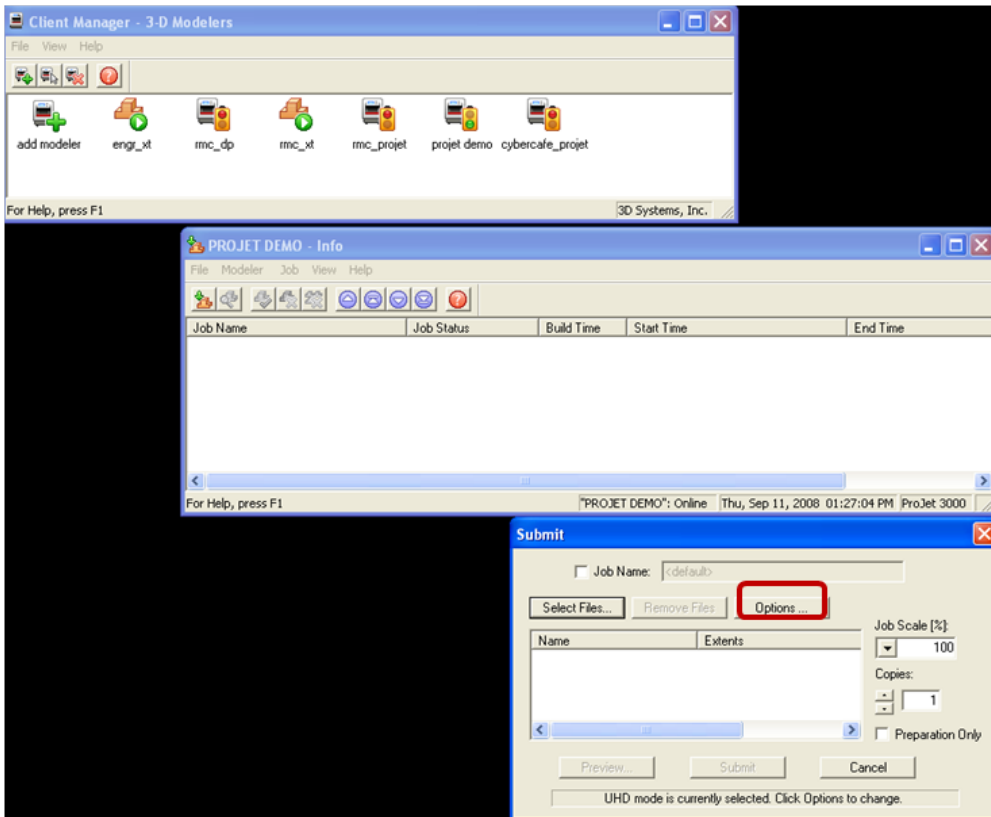 Client Manager - 3-D Modelers
File View Help
add modeler engr_xt rmc_dp rmc_xt rmc_projet projet demo cybercafe_projet
For Help, press F1 3D Systems, Inc.
PROJET DEMO - Info
File Modeler Job View Help
Job Name Job Status Build Time Start Time End Time
For Help, press F1 "PROJET DEMO": Online Thu, Sep 11, 2008 01:27:04 PM ProJet 3000
Submit
Job Name: <default>
Select Files... Remove Files Options ...
Job Scale [%]:
Name Extents
100
Copies:
1
Preparation Only
Preview... Submit Cancel
UHD mode is currently selected. Click Options to change.